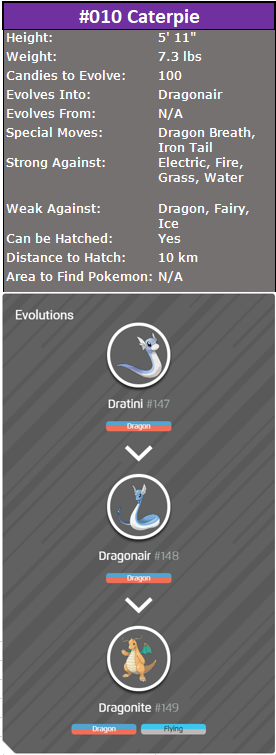 #010 Caterpie
Height: 5' 11"
Weight: 7.3 lbs
Candies to Evolve: 100
Evolves Into: Dragonair
Evolves From: N/A
Special Moves: Dragon Breath,
Iron Tail
Strong Against: Electric, Fire,
Grass, Water
Weak Against: Dragon, Fairy,
Ice
Can be Hatched: Yes
Distance to Hatch: 10 km
Area to Find Pokemon: N/A
Evolutions
Dratini #147
Dragon
Dragonair #148
Dragon
Dragonite #149
Dragon Flying